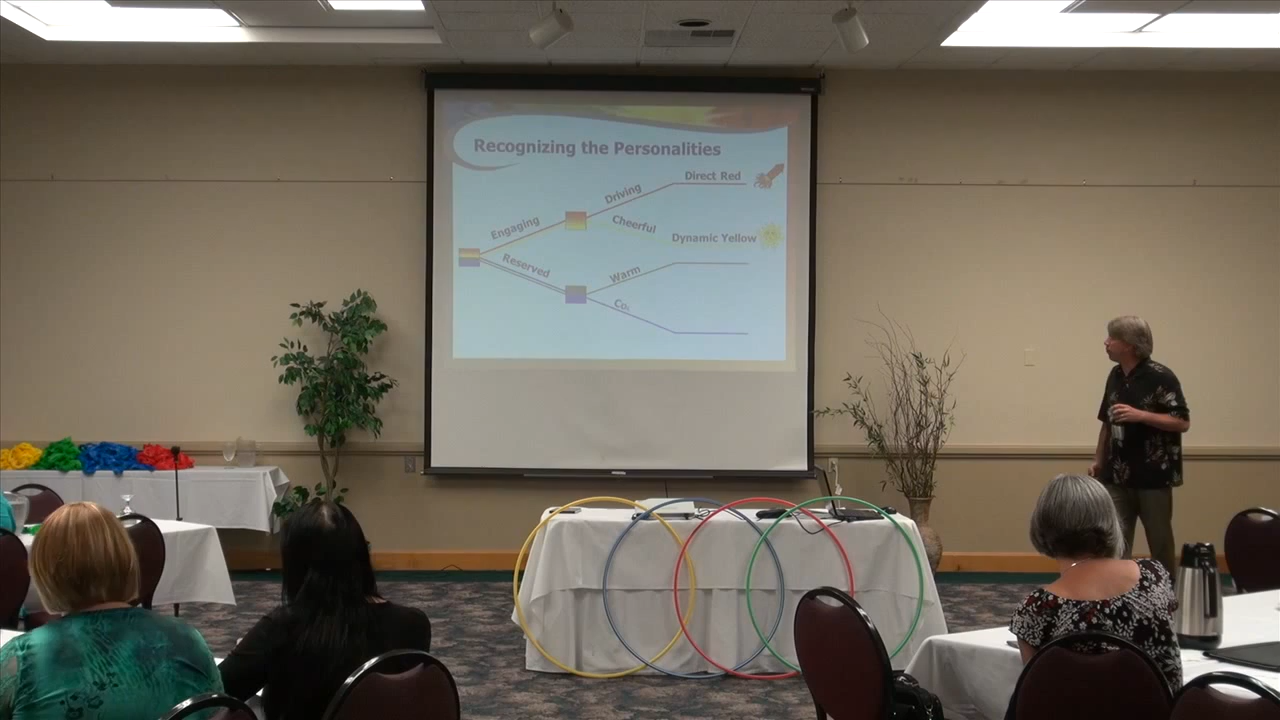 Recognizing the Personalities
Direct Red
Driving
Engaging
Cheerful
Dynamic Yellow
Reserved
Warm